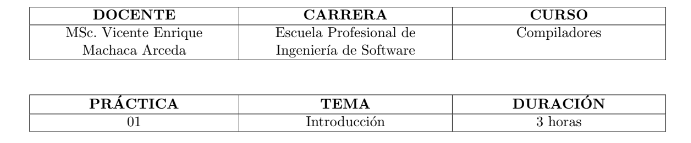 DOCENTE CARRERA CURSO
MSc. Vicente Enrique Escuela Profesional de Compiladores
Machaca Arceda Ingeniería de Software
PRÁCTICA TEMA DURACIÓN
01 Introducción 3 horas